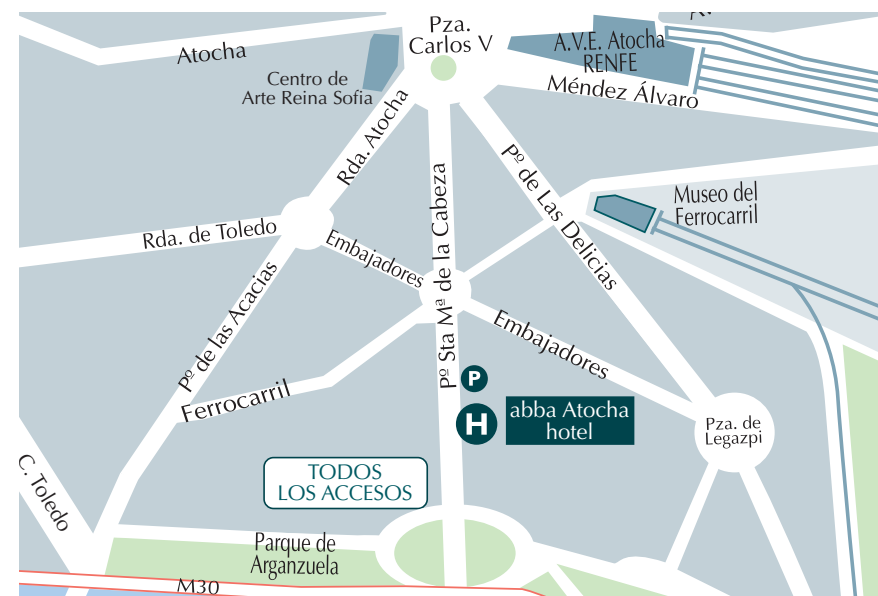 Pza.
Carlos V
A.V.E. Atocha
RENFE
Atocha
Centro de
Arte Reina Sofia
Méndez Álvaro
Rda. Atocha
Pº de Las Delicias
Museo del
Ferrocarril
Rda. de Toledo
Embajadores
Pº Sta Mª de la Cabeza
Pº de las Acacias
Embajadores
Ferrocarril
P
H
abba Atocha
hotel
Pza. de
Legazpi
C. Toledo
TODOS
LOS ACCESOS
Parque de
Arganzuela
M30